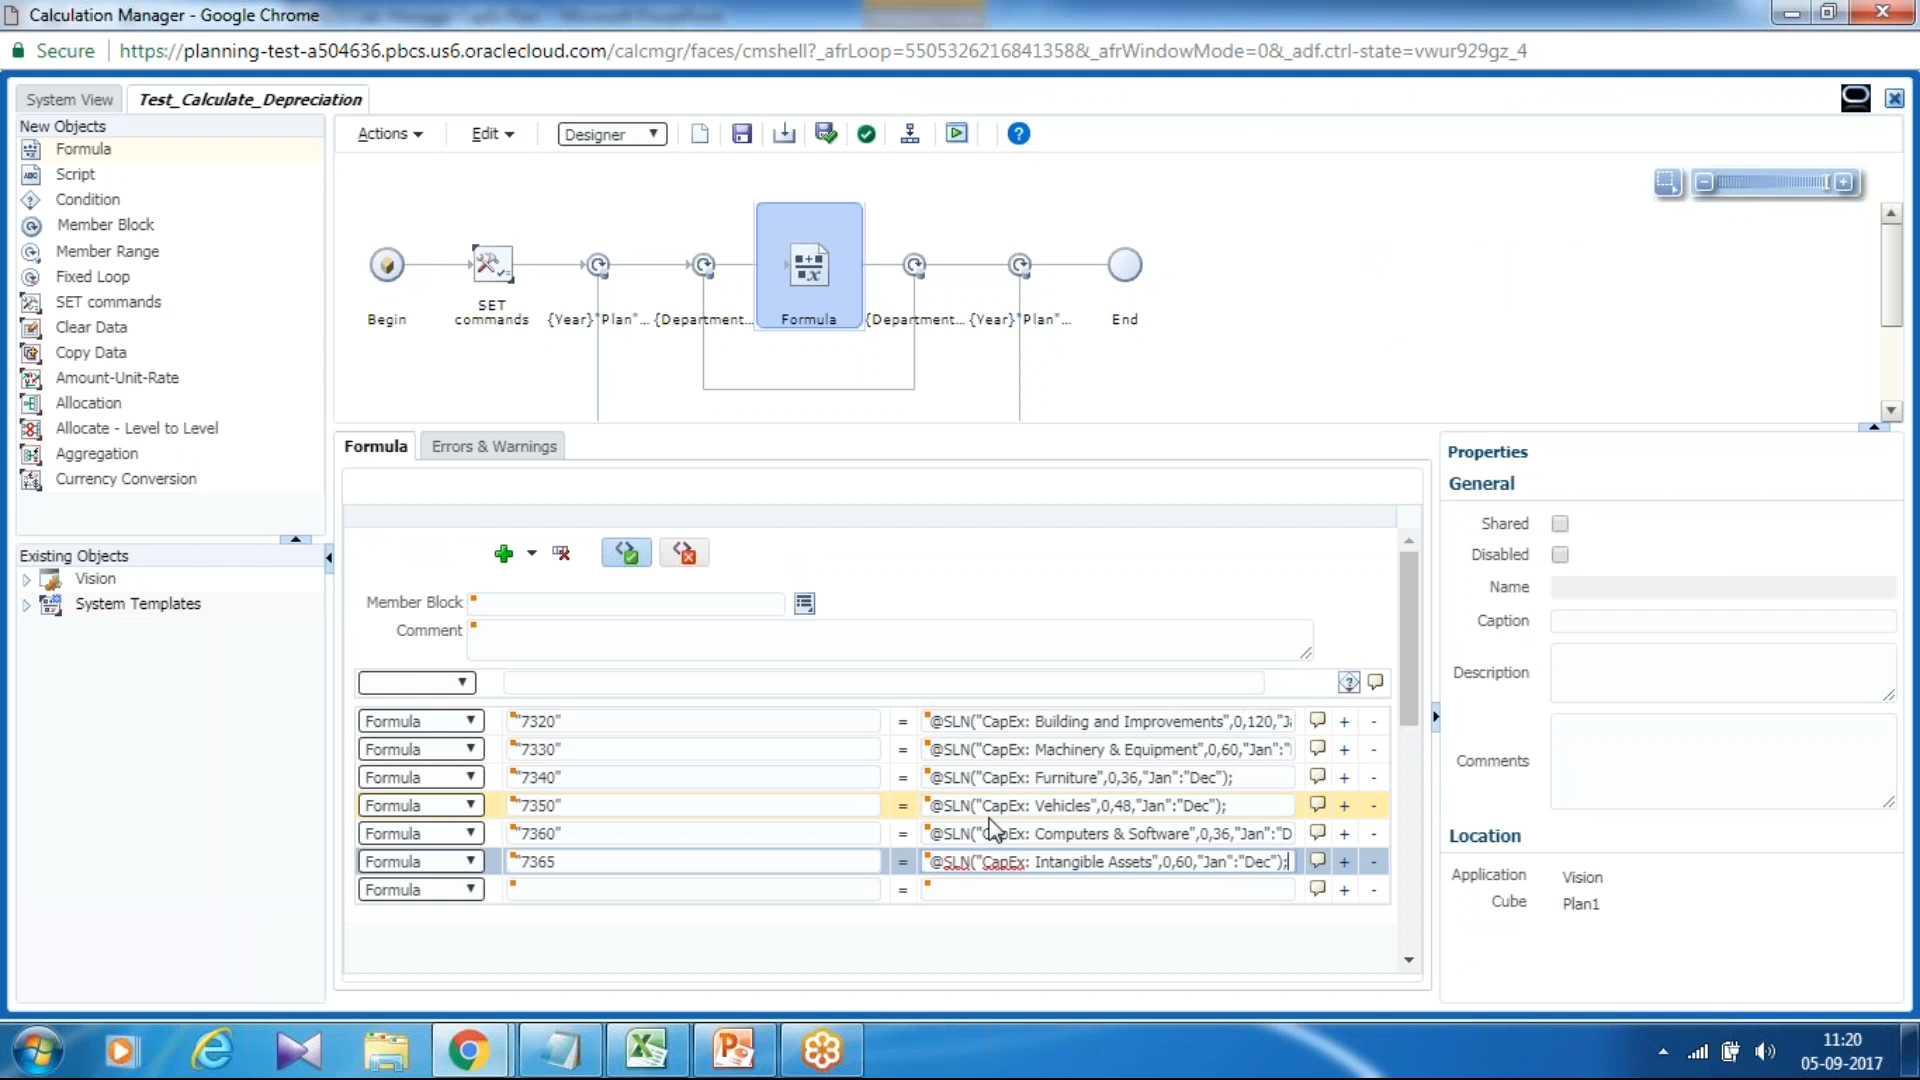 Calculation Manager - Google Chrome
Secure
https://planning-test-a504636.pbcs.us6.oraclecloud.com/calcmgr/faces/cmshell?_afrLoop=5505326216841358&_afrWindowMode=0&_adf.ctrl-state=vwur929gz_4
System View
Test_Calculate_Depreciation
New Objects
Formula
Script
Condition
Member Block
Member Range
Fixed Loop
SET commands
Clear Data
Copy Data
Amount-Unit-Rate
Allocation
Allocate - Level to Level
Aggregation
Currency Conversion
Existing Objects
Vision
System Templates
Actions
Edit
Designer
Begin
SET commands
{Year}"Plan"...
{Department...
Formula
{Department...
{Year}"Plan"...
End
Formula
Errors & Warnings
Member Block
Comment
Formula "7320" = @SLN("CapEx: Building and Improvements",0,120,"J
Formula "7330" = @SLN("CapEx: Machinery & Equipment",0,60,"Jan":"
Formula "7340" = @SLN("CapEx: Furniture",0,36,"Jan":"Dec");
Formula "7350" = @SLN("CapEx: Vehicles",0,48,"Jan":"Dec");
Formula "7360" = @SLN("CapEx: Computers & Software",0,36,"Jan":"D
Formula "7365 = @SLN("CapEx: Intangible Assets",0,60,"Jan":"Dec");
Formula =
Properties
General
Shared
Disabled
Name
Caption
Description
Comments
Location
Application Vision
Cube Plan1
11:20
05-09-2017